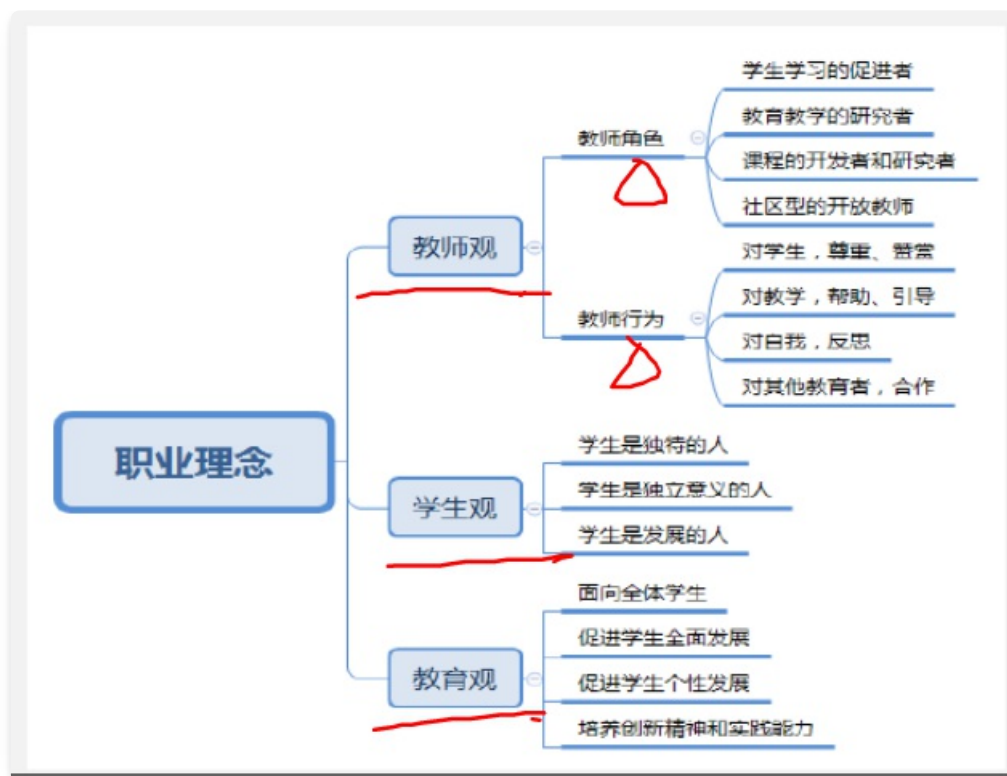 职业理念
教师观
教师角色
学生学习的促进者
教育教学的研究者
课程的开发者和研究者
社区型的开放教师
教师行为
对学生，尊重、赞赏
对教学，帮助、引导
对自我，反思
对其他教育者，合作
学生观
学生是独特的人
学生是独立意义的人
学生是发展的人
教育观
面向全体学生
促进学生全面发展
促进学生个性发展
培养创新精神和实践能力